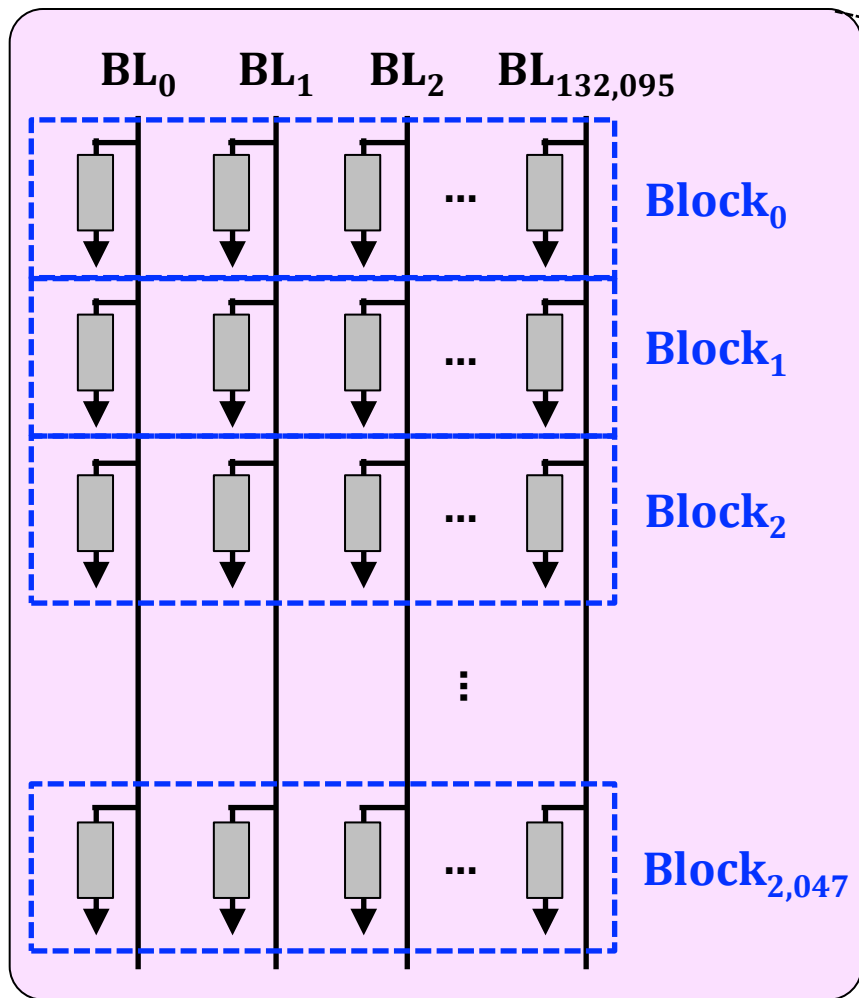 BL₀ BL₁ BL₂ BL₁₃₂,₀₉₅
... Block₀
... Block₁
... Block₂
...
... Block₂,₀₄₇